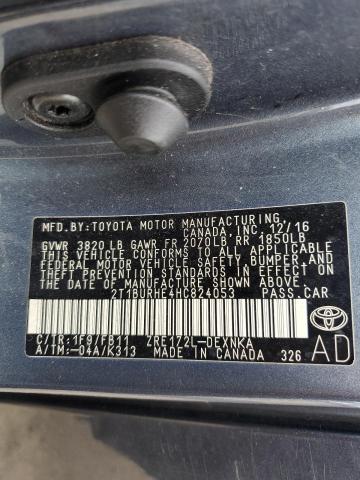 MFD.BY:TOYOTA MOTOR MANUFACTURING,
CANADA,INC. 12/16
GVWR 3820 LB GAWR FR 2070LB RR 1850LB
THIS VEHICLE CONFORMS TO ALL APPLICABLE
FEDERAL MOTOR VEHICLE SAFETY,BUMPER,AND
THEFT PREVENTION STANDARDS IN EFFECT
ON THE DATE OF MANUFACTURE SHOWN ABOVE.
2T1BURHE4HC824053 PASS.CAR
C/TR:1F9/FB11 ZRE172L-DEXNKA
A/TM:-04A/K313 MADE IN CANADA 326
AD
TOYOTA